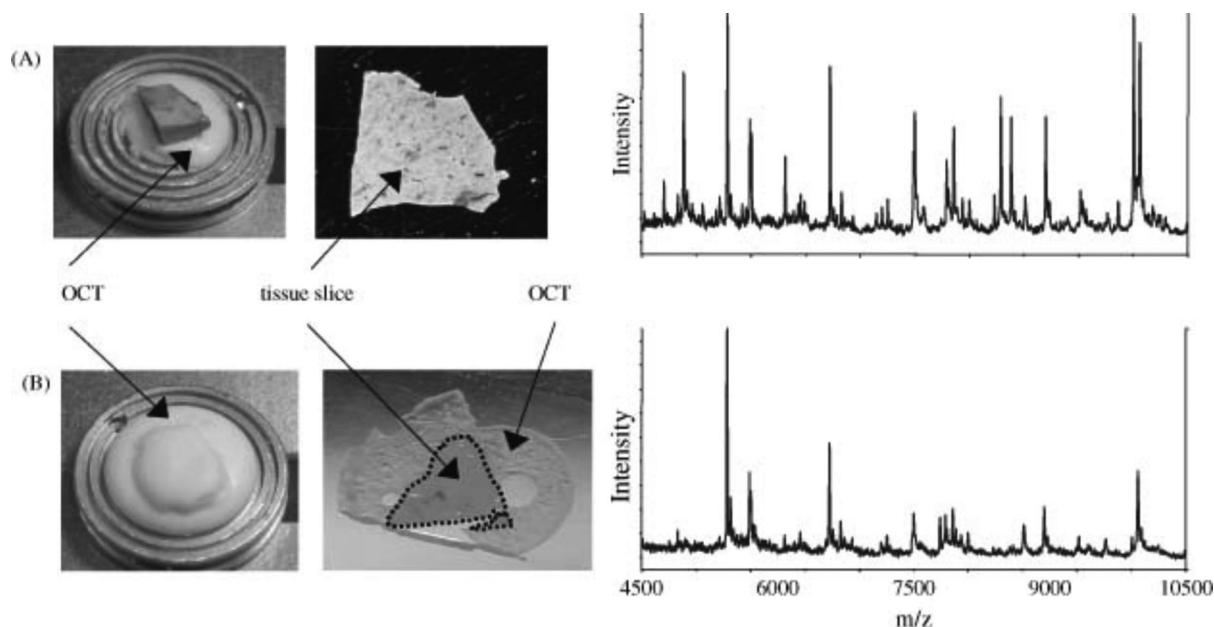 (A)
Intensity
OCT
tissue slice
OCT
(B)
Intensity
4500
6000
7500
9000
10500
m/z